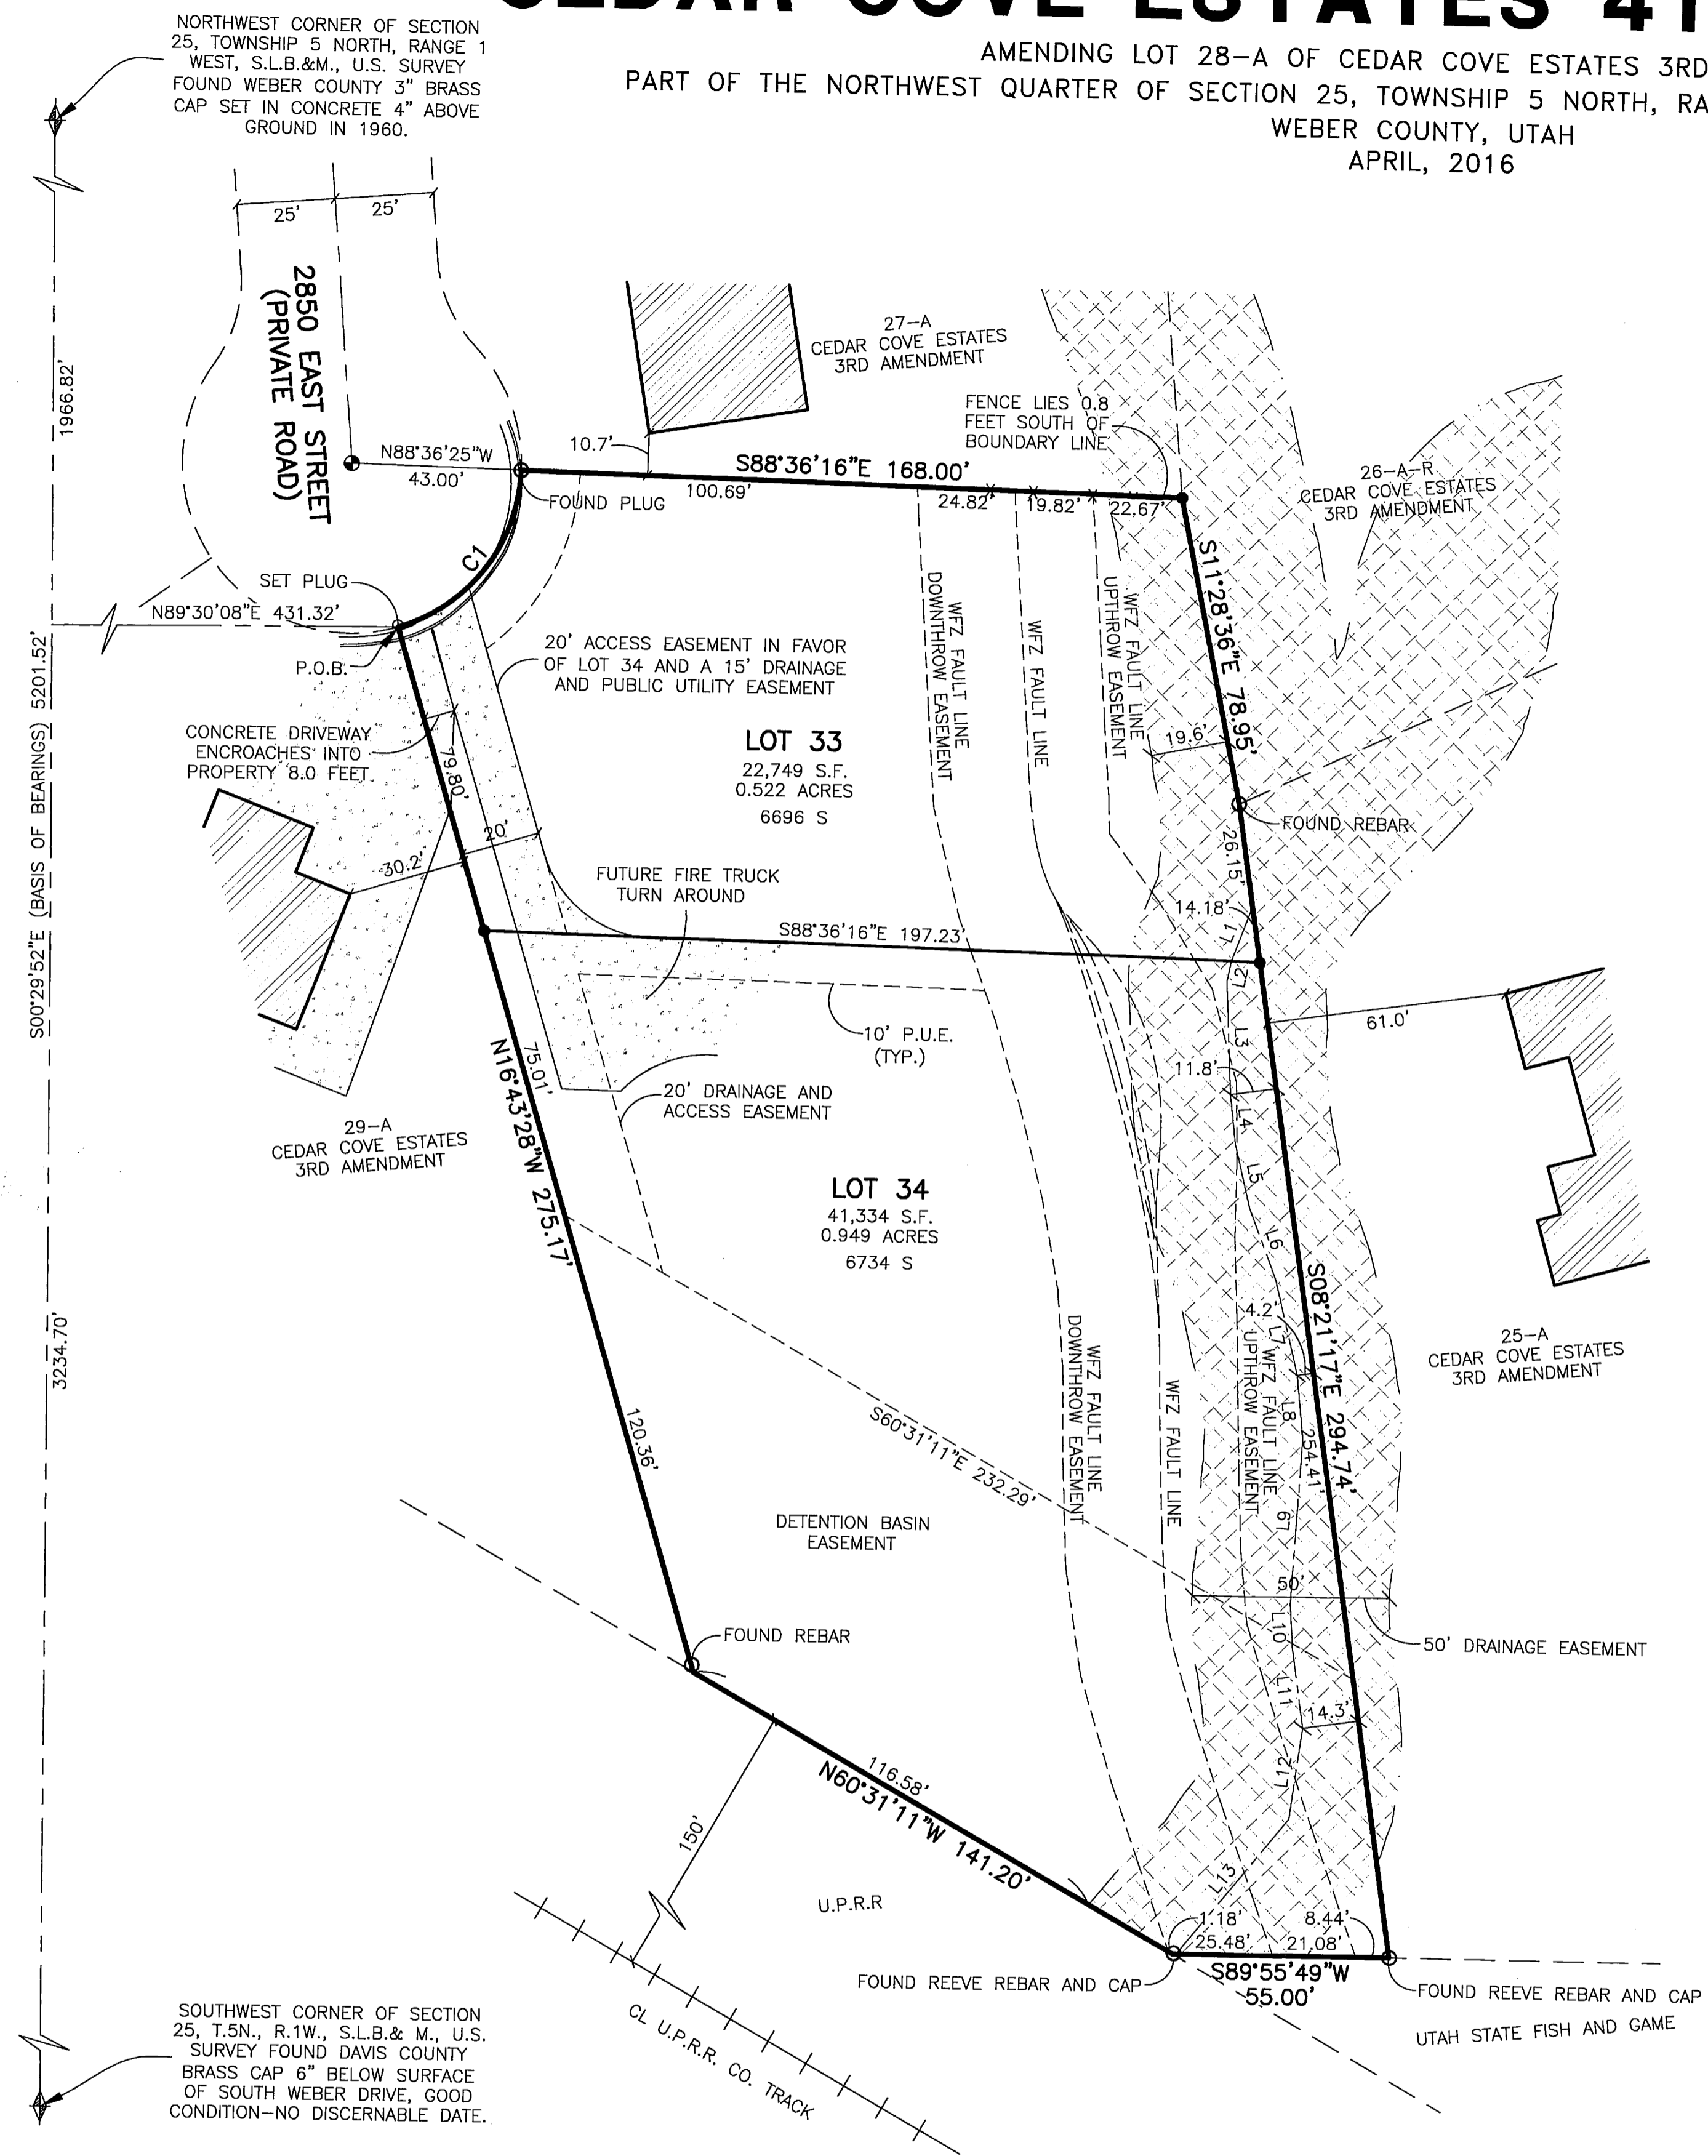 CEDAR COVE ESTATES 4T
AMENDING LOT 28-A OF CEDAR COVE ESTATES 3RD
PART OF THE NORTHWEST QUARTER OF SECTION 25, TOWNSHIP 5 NORTH, RA
WEBER COUNTY, UTAH
APRIL, 2016
NORTHWEST CORNER OF SECTION
25, TOWNSHIP 5 NORTH, RANGE 1
WEST, S.L.B.&M., U.S. SURVEY
FOUND WEBER COUNTY 3" BRASS
CAP SET IN CONCRETE 4" ABOVE
GROUND IN 1960.
25'
25'
2850 EAST STREET
(PRIVATE ROAD)
1966.82'
27-A
CEDAR COVE ESTATES
3RD AMENDMENT
FENCE LIES 0.8
FEET SOUTH OF
BOUNDARY LINE
10.7'
N88°36'25"W
43.00'
S88°36'16"E 168.00'
100.69'
24.82'
19.82'
22.67'
FOUND PLUG
26-A-R
CEDAR COVE ESTATES
3RD AMENDMENT
C1
SET PLUG
N89°30'08"E 431.32'
P.O.B.
S11°28'36"E 78.95'
WFZ FAULT LINE
DOWNTHROW EASEMENT
WFZ FAULT LINE
WFZ FAULT LINE
UPTHROW EASEMENT
20' ACCESS EASEMENT IN FAVOR
OF LOT 34 AND A 15' DRAINAGE
AND PUBLIC UTILITY EASEMENT
CONCRETE DRIVEWAY
ENCROACHES INTO
PROPERTY 8.0 FEET
79.80'
LOT 33
22,749 S.F.
0.522 ACRES
6696 S
19.6'
FOUND REBAR
26.15'
20'
30.2'
FUTURE FIRE TRUCK
TURN AROUND
14.18'
L1
S88°36'16"E 197.23'
L2
S00°29'52"E (BASIS OF BEARINGS) 5201.52'
61.0'
L3
10' P.U.E.
(TYP.)
11.8'
L4
75.01'
N16°43'28"W 275.17'
20' DRAINAGE AND
ACCESS EASEMENT
29-A
CEDAR COVE ESTATES
3RD AMENDMENT
L5
LOT 34
41,334 S.F.
0.949 ACRES
6734 S
L6
S08°21'17"E 294.74'
4.2'
L7
WFZ FAULT LINE
UPTHROW EASEMENT
25-A
CEDAR COVE ESTATES
3RD AMENDMENT
3234.70'
WFZ FAULT LINE
DOWNTHROW EASEMENT
WFZ FAULT LINE
L8
254.41'
120.36'
S60°31'11"E 232.29'
L9
DETENTION BASIN
EASEMENT
50'
L10
50' DRAINAGE EASEMENT
FOUND REBAR
L11
14.3'
L12
116.58'
N60°31'11"W 141.20'
150'
L13
U.P.R.R
1.18'
8.44'
25.48'
21.08'
S89°55'49"W
55.00'
FOUND REEVE REBAR AND CAP
FOUND REEVE REBAR AND CAP
UTAH STATE FISH AND GAME
CL U.P.R.R. CO. TRACK
SOUTHWEST CORNER OF SECTION
25, T.5N., R.1W., S.L.B.& M., U.S.
SURVEY FOUND DAVIS COUNTY
BRASS CAP 6" BELOW SURFACE
OF SOUTH WEBER DRIVE, GOOD
CONDITION-NO DISCERNABLE DATE.